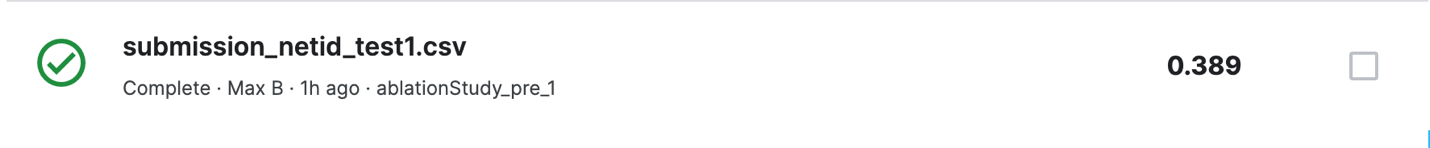 submission_netid_test1.csv
0.389
Complete · Max B · 1h ago · ablationStudy_pre_1